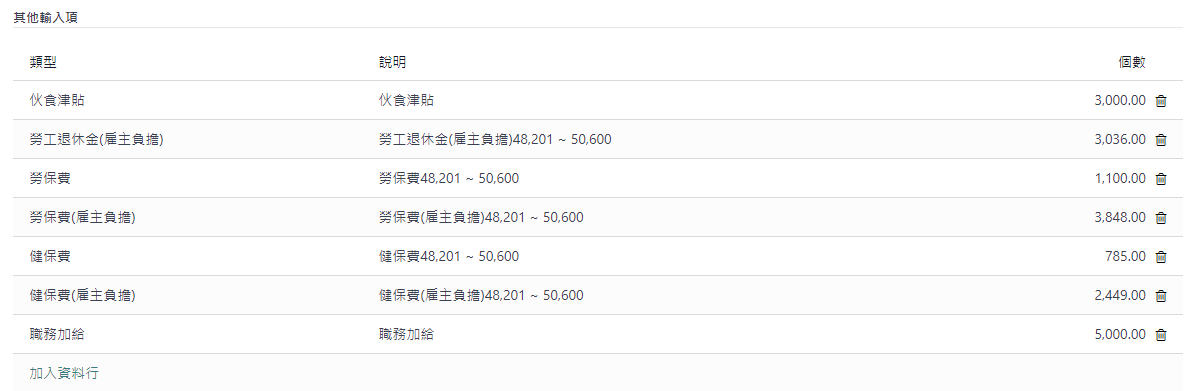 其他輸入項
類型 說明 個數
伙食津貼 伙食津貼 3,000.00
勞工退休金(雇主負擔) 勞工退休金(雇主負擔)48,201 ~ 50,600 3,036.00
勞保費 勞保費48,201 ~ 50,600 1,100.00
勞保費(雇主負擔) 勞保費(雇主負擔)48,201 ~ 50,600 3,848.00
健保費 健保費48,201 ~ 50,600 785.00
健保費(雇主負擔) 健保費(雇主負擔)48,201 ~ 50,600 2,449.00
職務加給 職務加給 5,000.00
加入資料行